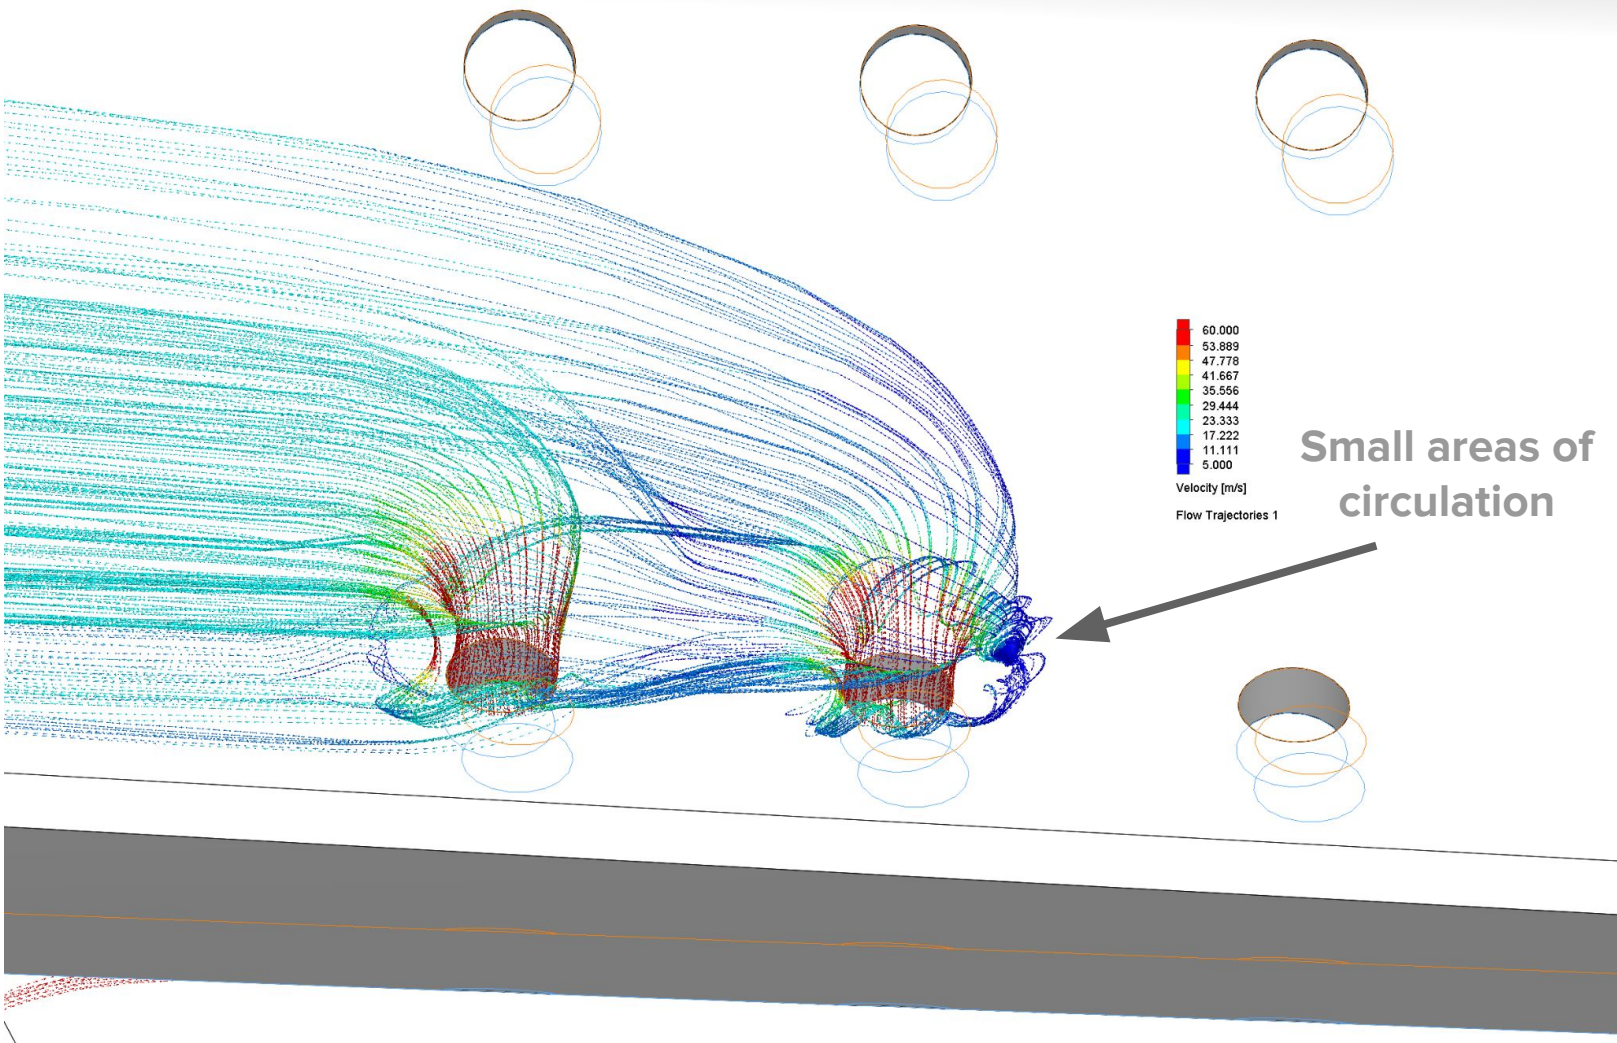 60.000
53.889
47.778
41.667
35.556
29.444
23.333
17.222
11.111
5.000
Velocity [m/s]
Flow Trajectories 1
Small areas of
circulation